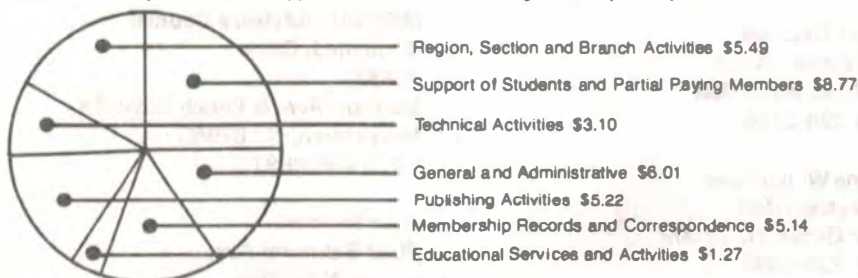 Region, Section and Branch Activities $5.49
Support of Students and Partial Paying Members $8.77
Technical Activities $3.10
General and Administrative $6.01
Publishing Activities $5.22
Membership Records and Correspondence $5.14
Educational Services and Activities $1.27